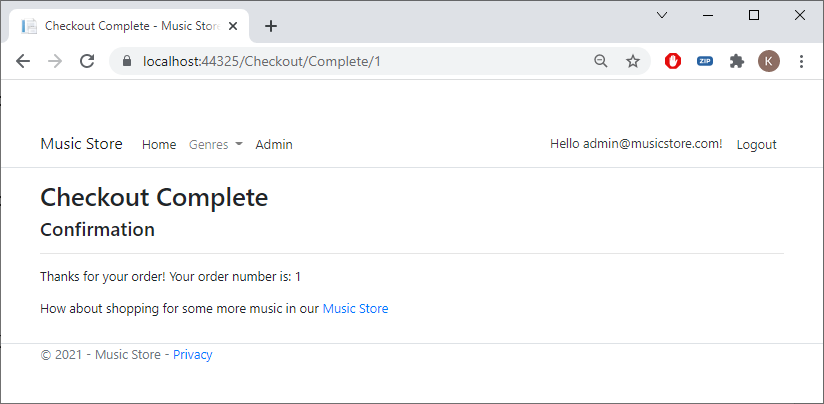 Checkout Complete - Music Store
localhost:44325/Checkout/Complete/1
ZIP
K
Music Store Home Genres Admin Hello admin@musicstore.com! Logout
Checkout Complete
Confirmation
Thanks for your order! Your order number is: 1
How about shopping for some more music in our Music Store
© 2021 - Music Store - Privacy